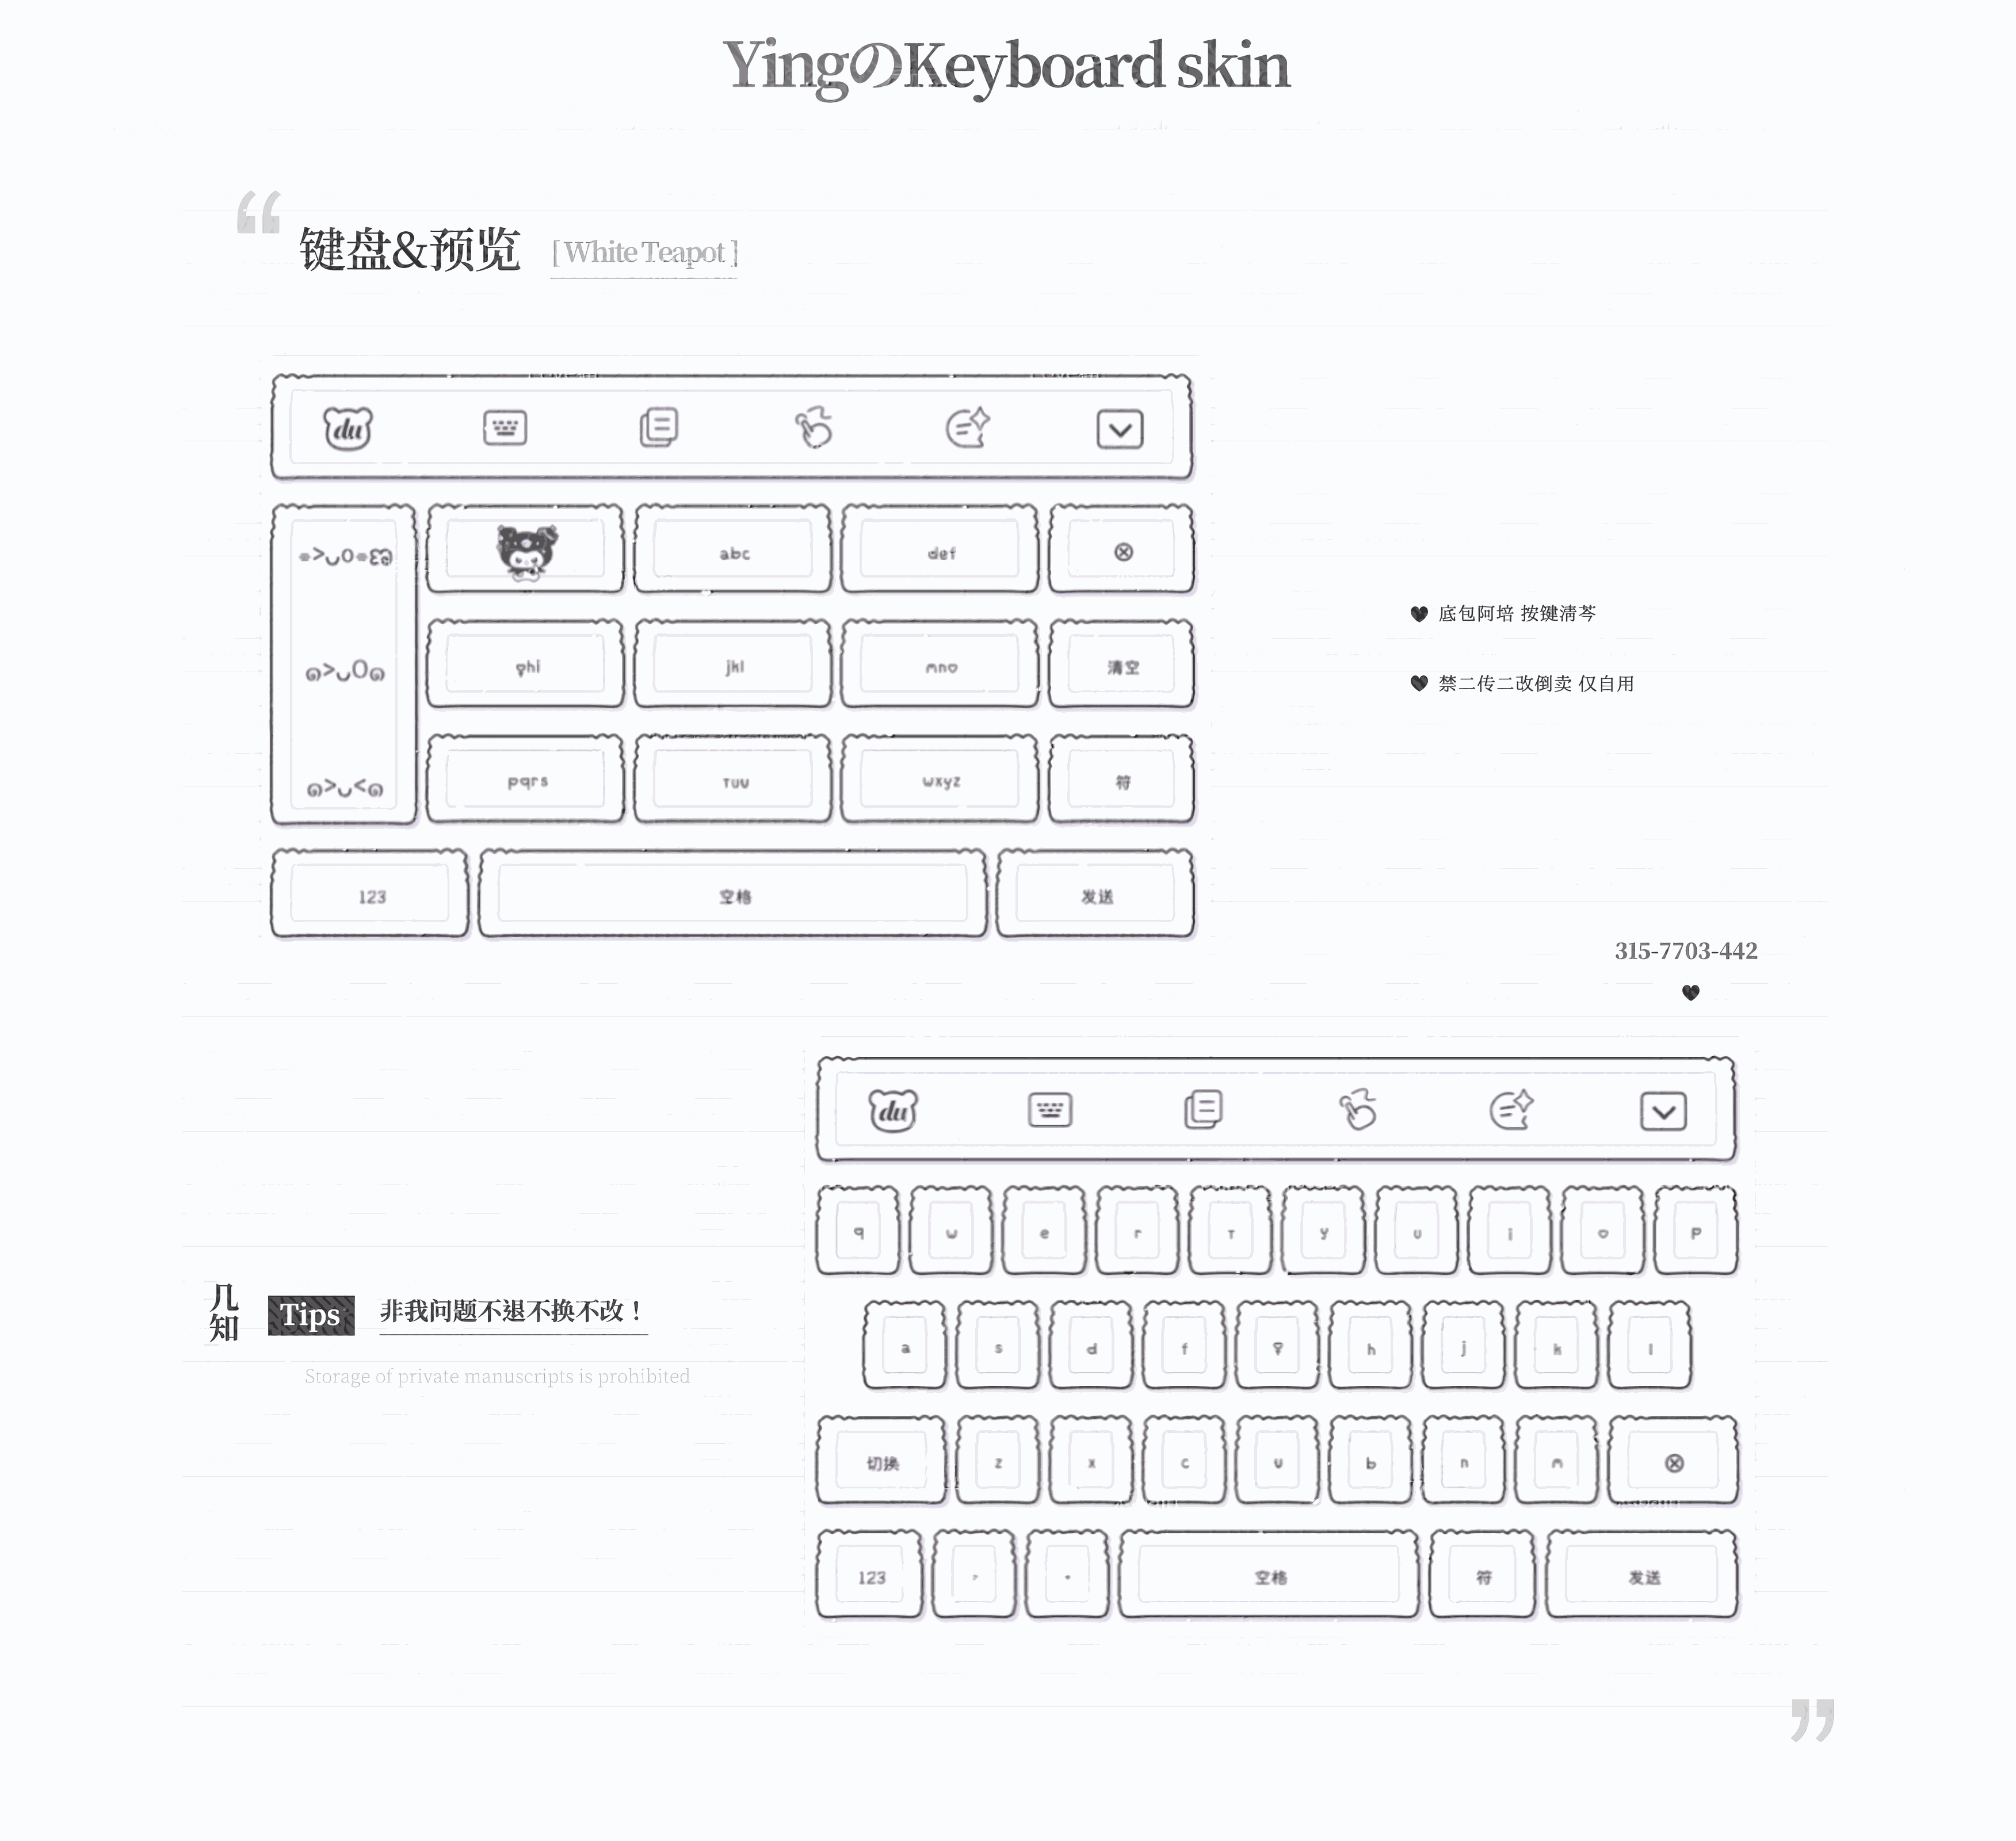 YingのKeyboard skin
“
键盘&预览 [ White Teapot ]
du
abc def ⊗
ghi jkl mno 清空
pqrs tuv wxyz 符
123 空格 发送
♥ 底包阿培 按键清芩
♥ 禁二传二改倒卖 仅自用
315-7703-442
♥
du
q w e r t y u i o p
a s d f g h j k l
切换 z x c v b n m ⊗
123 空格 符 发送
几知
Tips 非我问题不退不换不改！
Storage of private manuscripts is prohibited
”